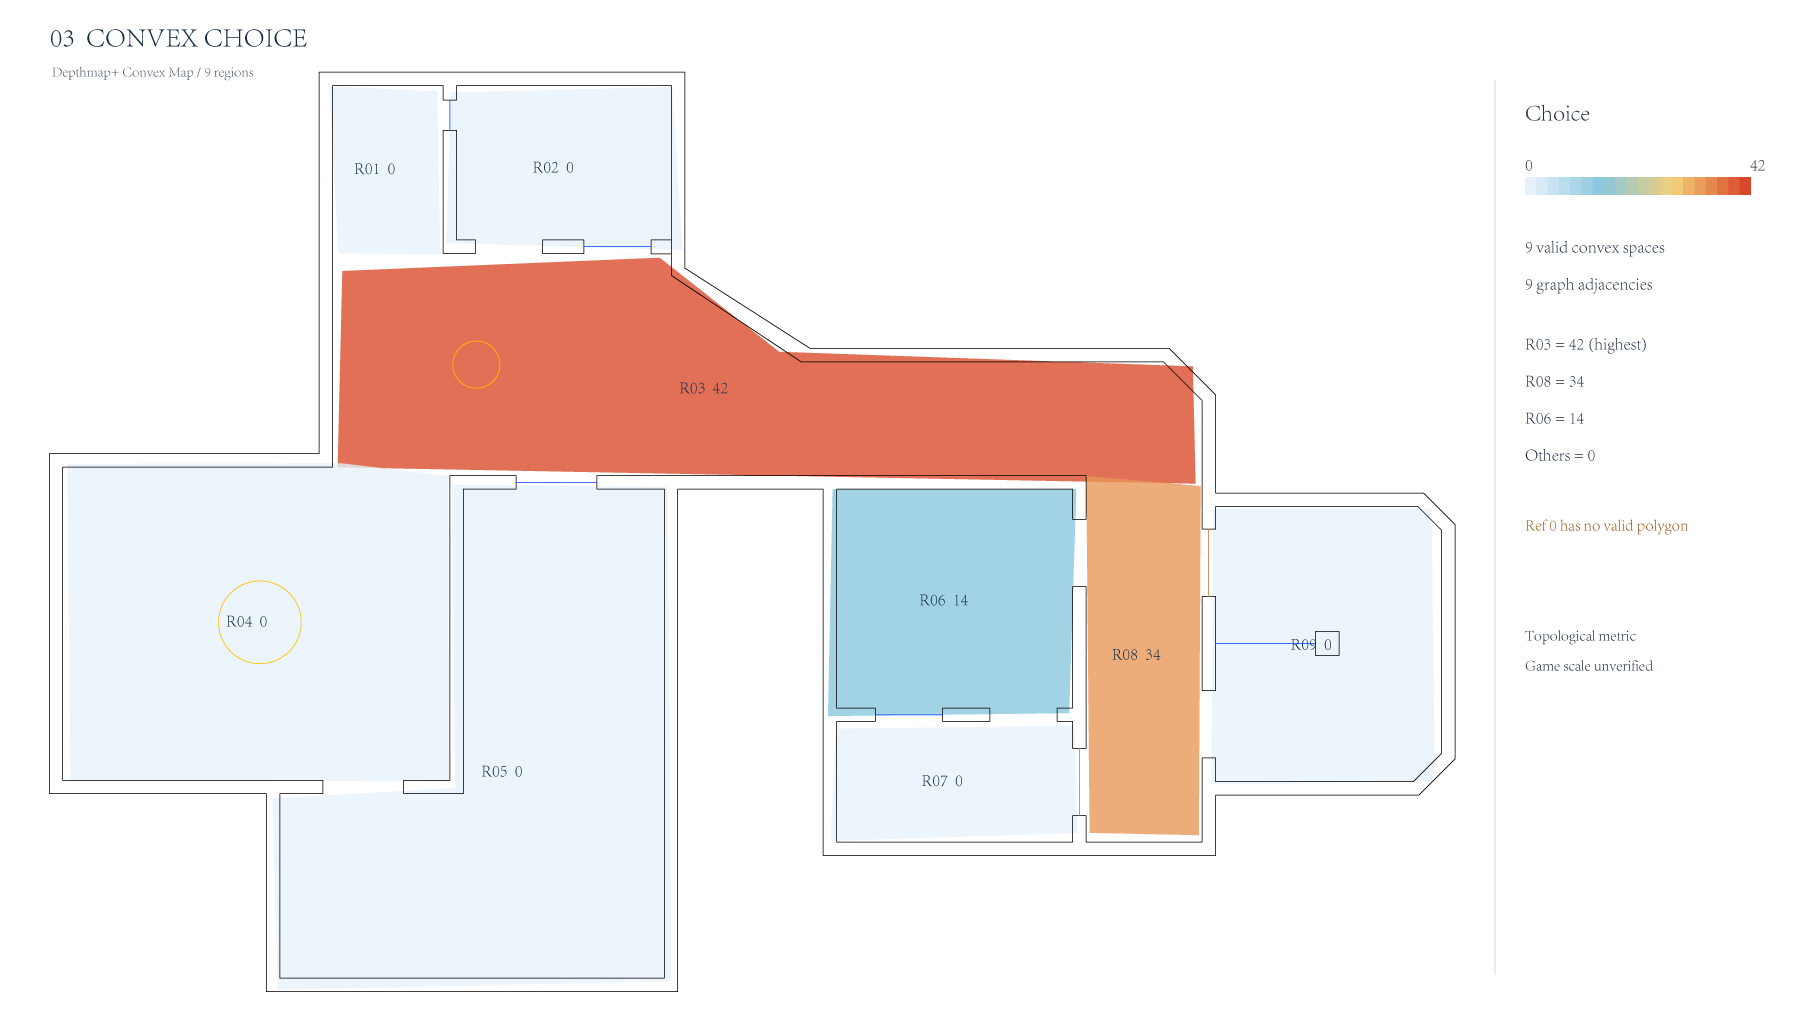 03 CONVEX CHOICE
Depthmap+ Convex Map / 9 regions
R01 0
R02 0
R03 42
R04 0
R05 0
R06 14
R07 0
R08 34
R09 0
Choice
0 42
9 valid convex spaces
9 graph adjacencies
R03 = 42 (highest)
R08 = 34
R06 = 14
Others = 0
Ref 0 has no valid polygon
Topological metric
Game scale unverified